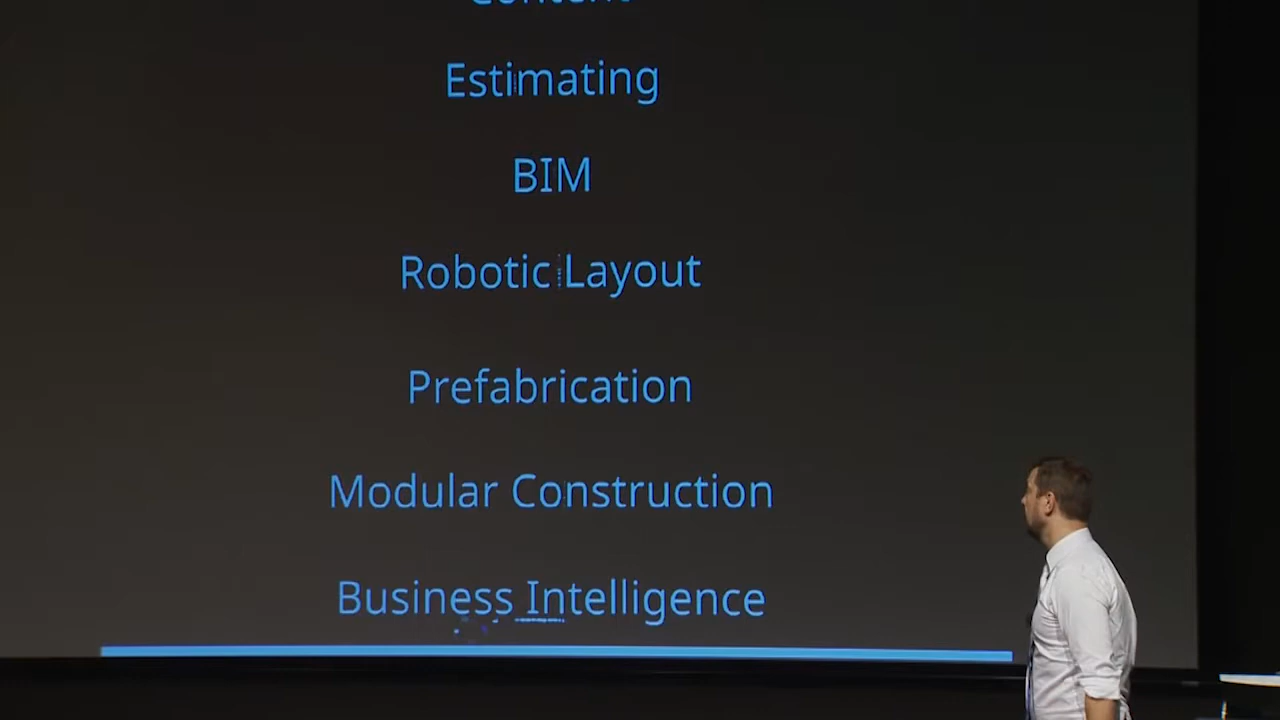 Estimating
BIM
Robotic Layout
Prefabrication
Modular Construction
Business Intelligence